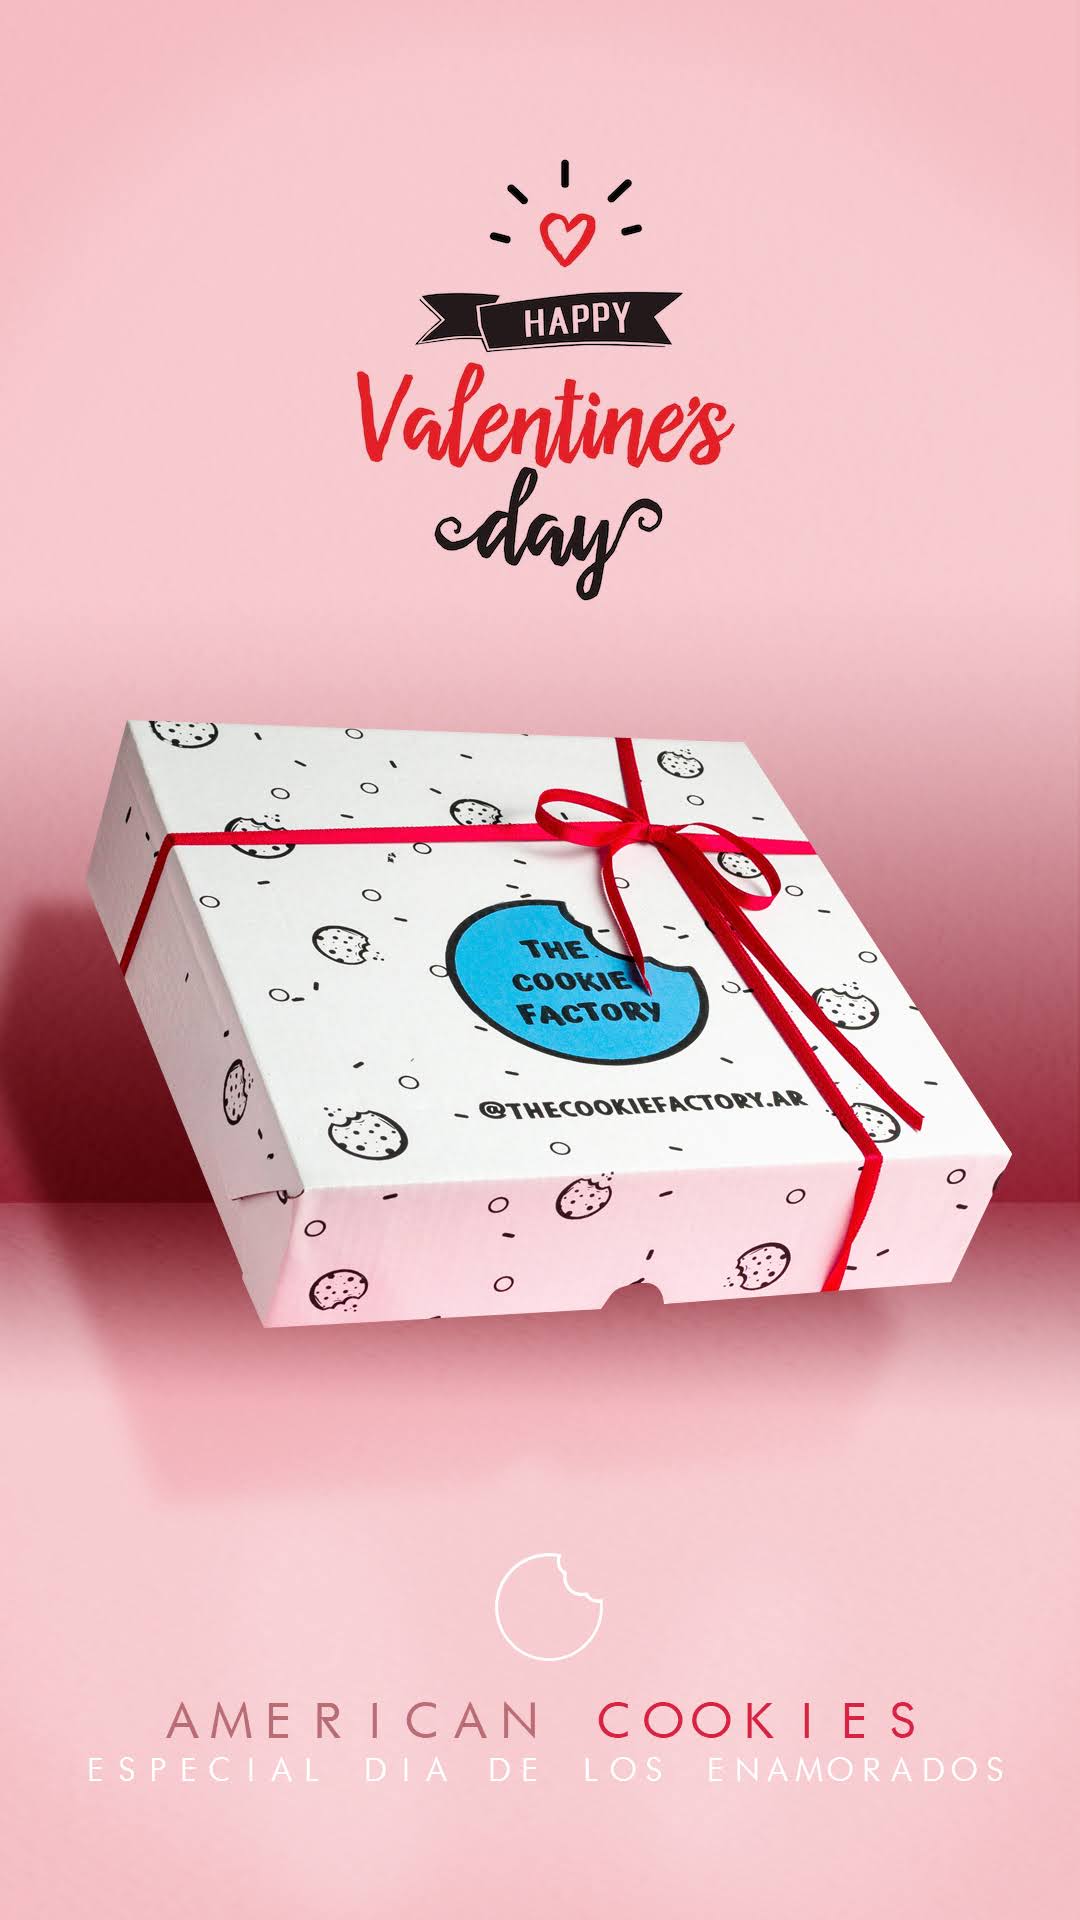 HAPPY
Valentine's
day
THE
COOKIE
FACTORY
@THECOOKIEFACTORY.AR
AMERICAN COOKIES
ESPECIAL DIA DE LOS ENAMORADOS